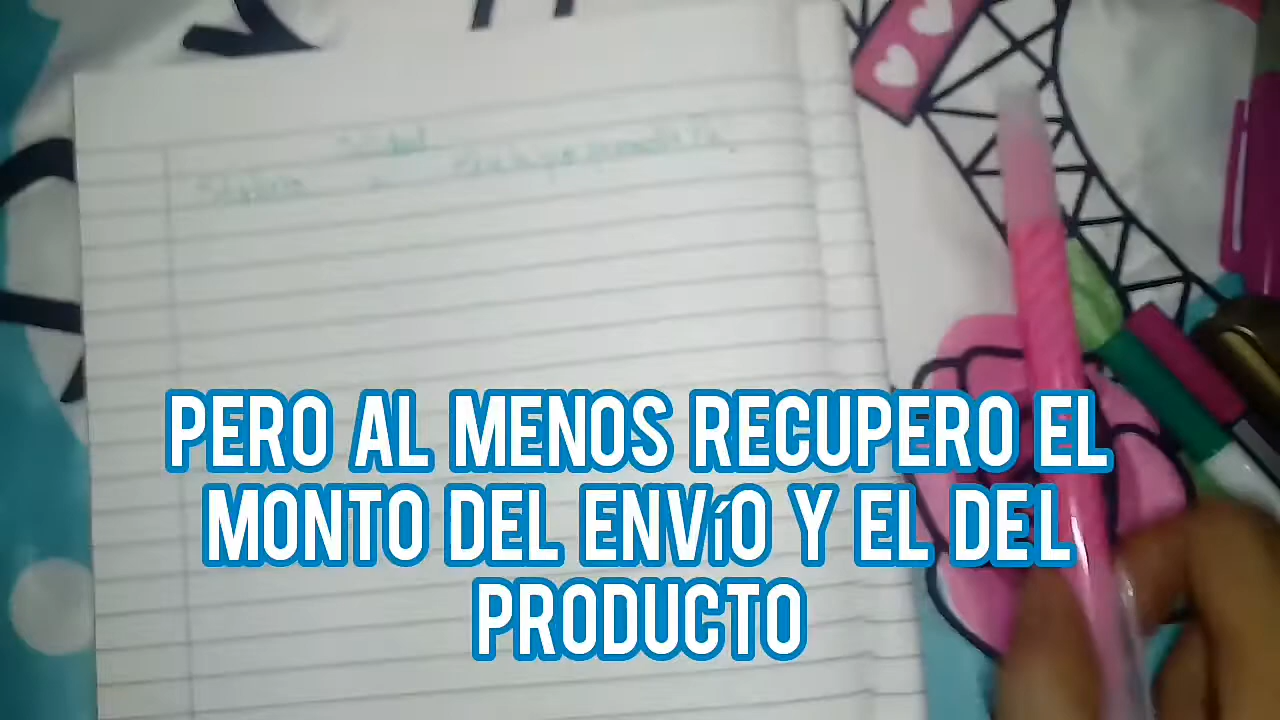 PERO AL MENOS RECUPERO EL
MONTO DEL ENVíO Y EL DEL
PRODUCTO